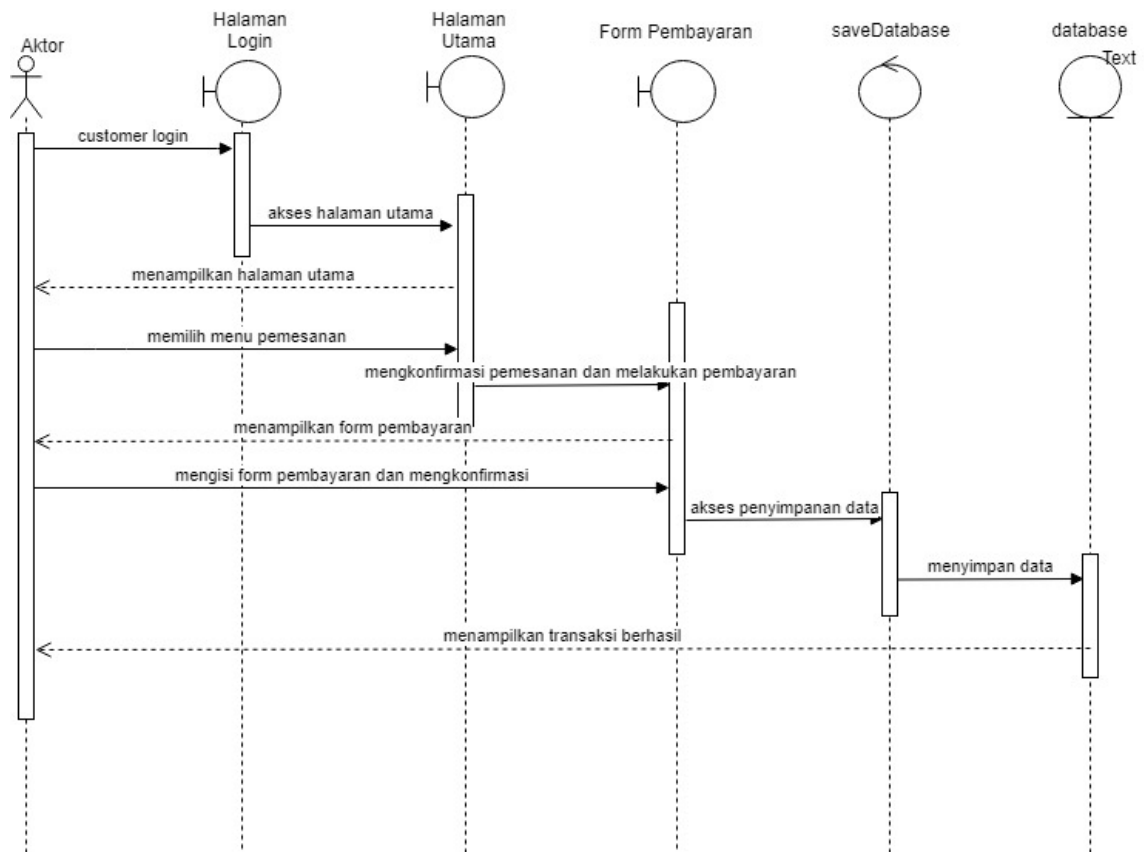 Aktor
Halaman
Login
Halaman
Utama
Form Pembayaran
saveDatabase
database
Text
customer login
akses halaman utama
menampilkan halaman utama
memilih menu pemesanan
mengkonfirmasi pemesanan dan melakukan pembayaran
menampilkan form pembayaran
mengisi form pembayaran dan mengkonfirmasi
akses penyimpanan data
menyimpan data
menampilkan transaksi berhasil